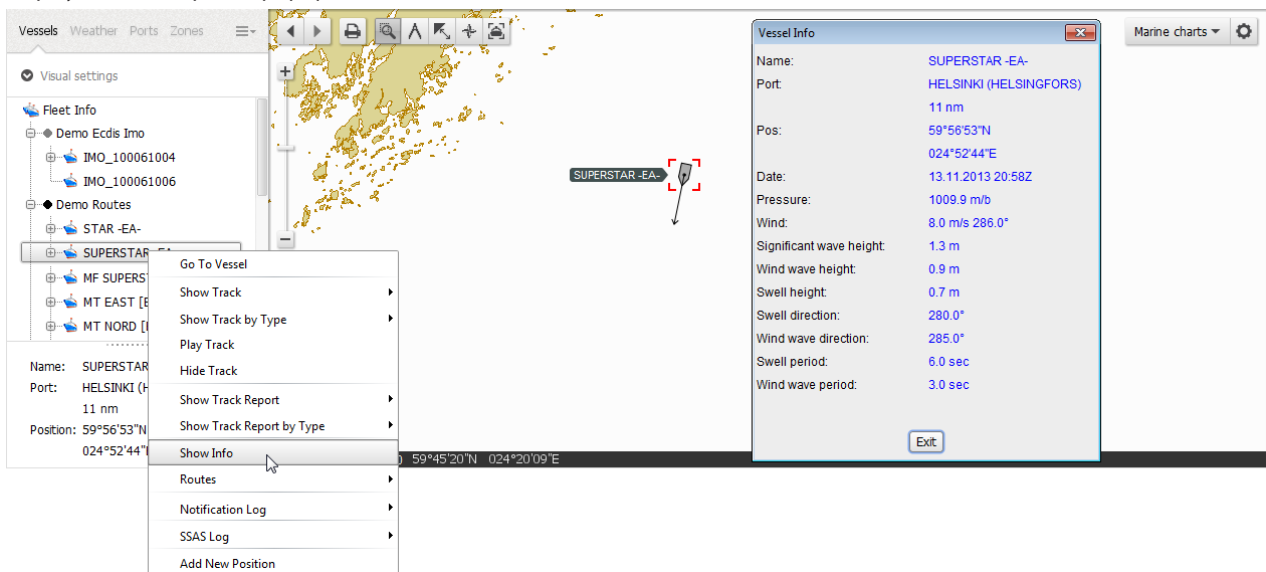 Vessels Weather Ports Zones
Visual settings
Fleet Info
Demo Ecdis Imo
IMO_100061004
IMO_100061006
Demo Routes
STAR -EA-
SUPERSTAR -EA-
MF SUPERS
MT EAST [
MT NORD [
Name: SUPERSTAR
Port: HELSINKI (H
11 nm
Position: 59°56'53"N
024°52'44"
Go To Vessel
Show Track
Show Track by Type
Play Track
Hide Track
Show Track Report
Show Track Report by Type
Show Info
Routes
Notification Log
SSAS Log
Add New Position
SUPERSTAR -EA-
59°45'20"N 024°20'09"E
Vessel Info
Name: SUPERSTAR -EA-
Port: HELSINKI (HELSINGFORS)
11 nm
Pos: 59°56'53"N
024°52'44"E
Date: 13.11.2013 20:58Z
Pressure: 1009.9 m/b
Wind: 8.0 m/s 286.0°
Significant wave height: 1.3 m
Wind wave height: 0.9 m
Swell height: 0.7 m
Swell direction: 280.0°
Wind wave direction: 285.0°
Swell period: 6.0 sec
Wind wave period: 3.0 sec
Exit
Marine charts